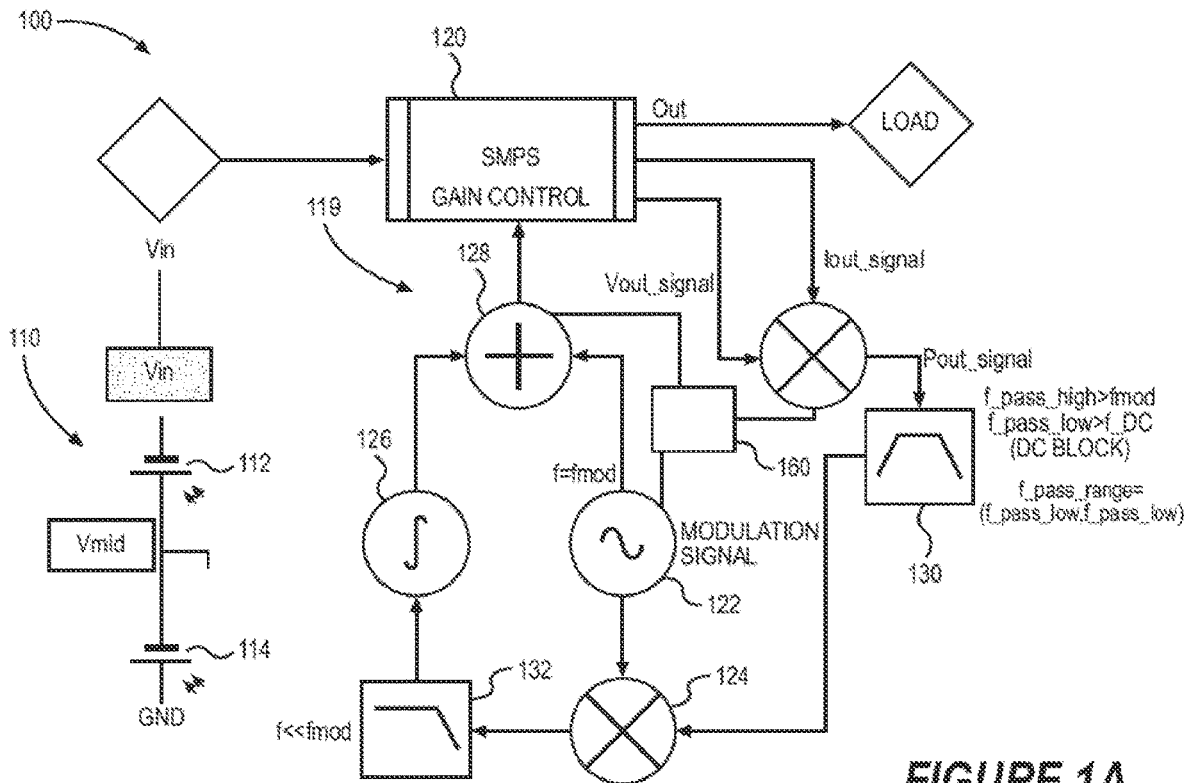 100
120
Out
LOAD
SMPS
GAIN CONTROL
119
Vin
128
Vout_signal
Iout_signal
110
Vin
Pout_signal
f_pass_high>fmod
f_pass_low>f_DC
(DC BLOCK)
126
112
f=fmod
160
f_pass_range=
(f_pass_low,f_pass_low)
Vmid
MODULATION
SIGNAL
122
130
114
132
124
GND
f<<fmod
FIGURE 1A